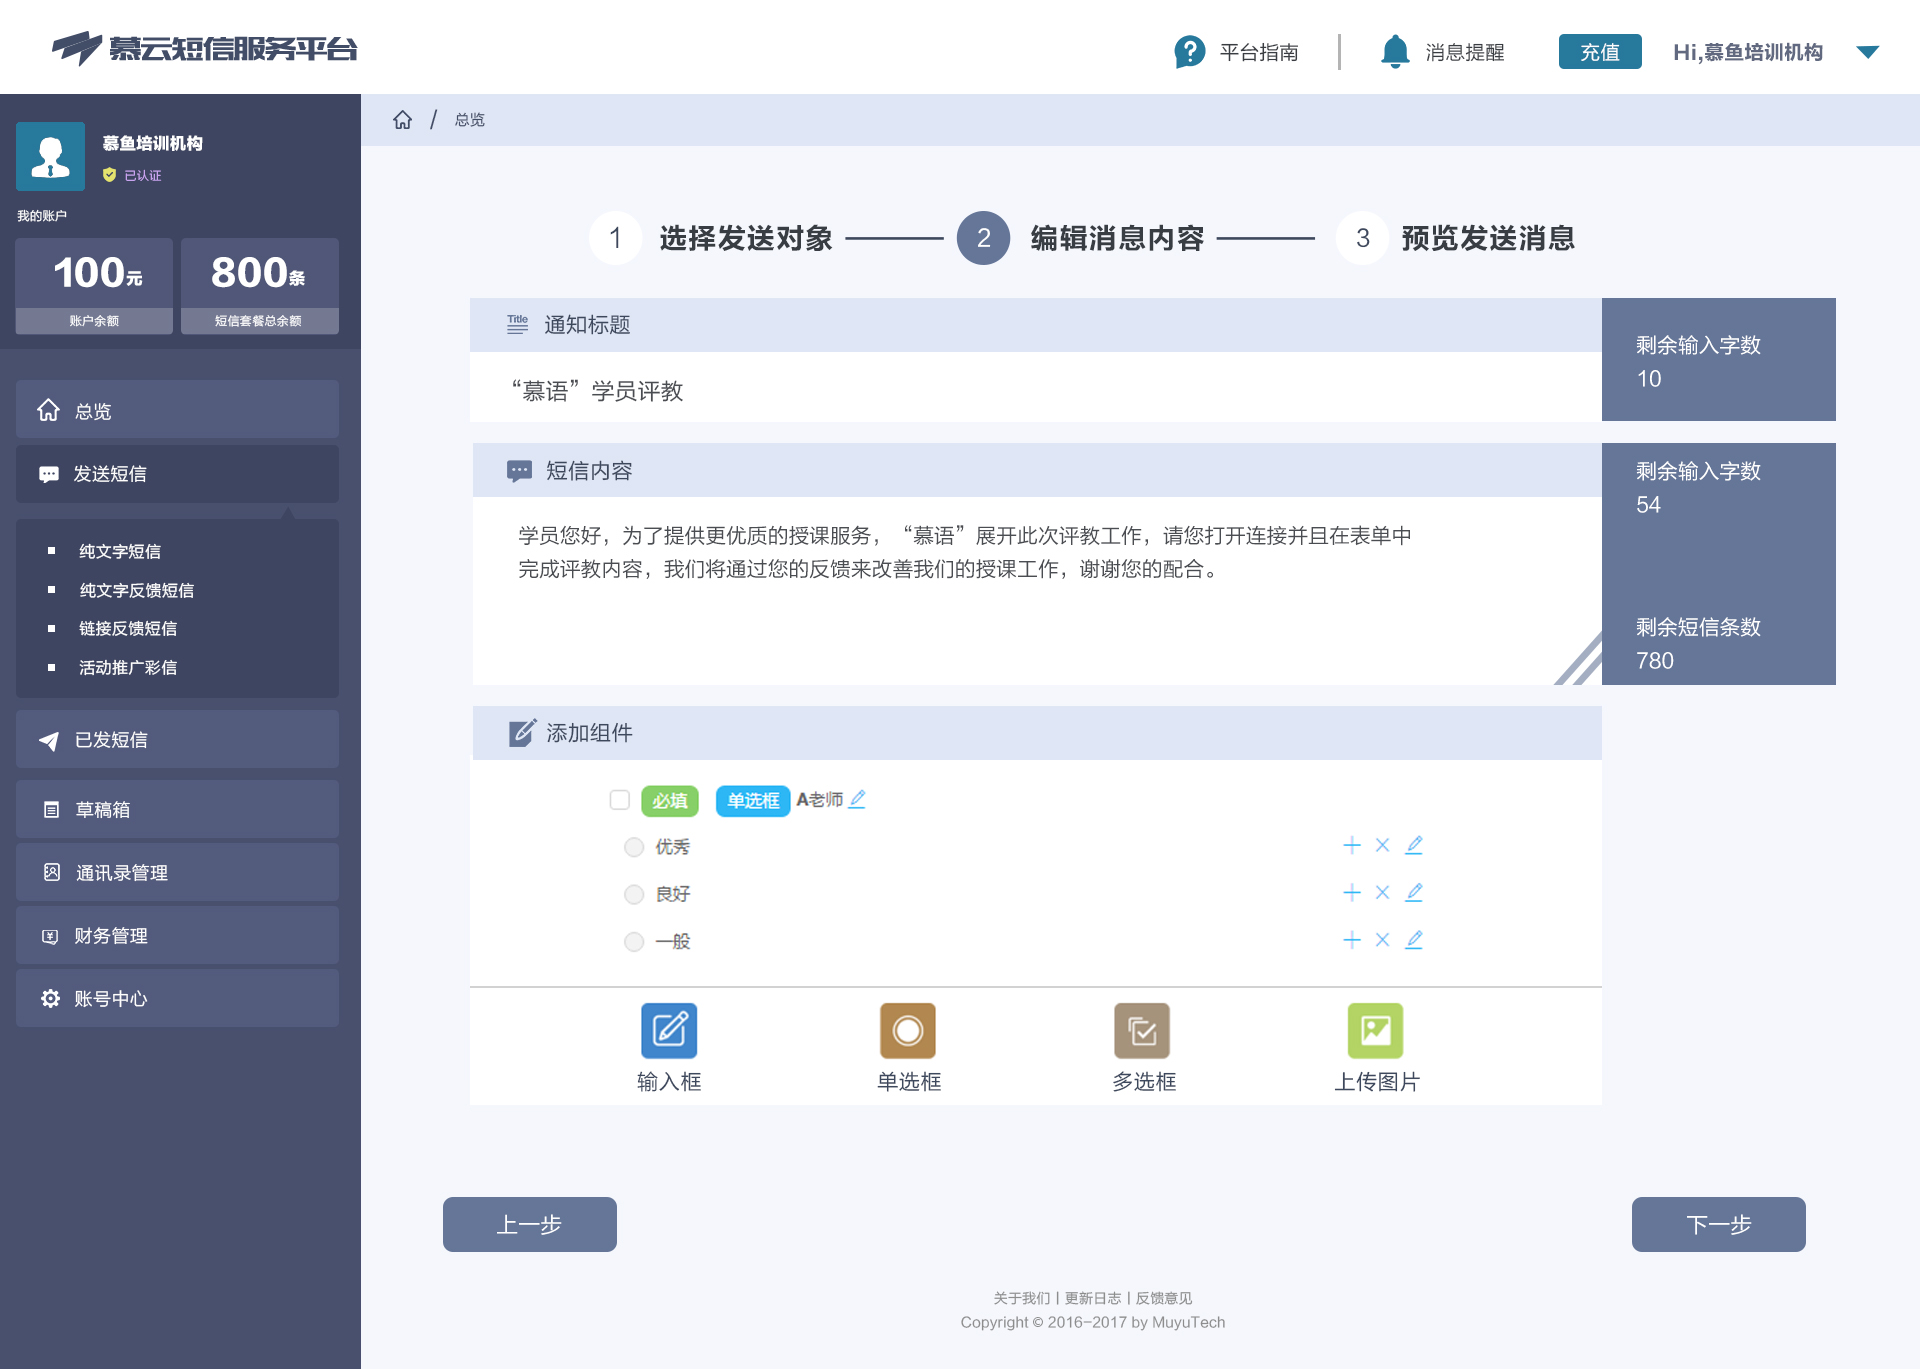 慕云短信服务平台
平台指南
消息提醒
充值
Hi,慕鱼培训机构
慕鱼培训机构
已认证
我的账户
100元
账户余额
800条
短信套餐总余额
总览
发送短信
纯文字短信
纯文字反馈短信
链接反馈短信
活动推广彩信
已发短信
草稿箱
通讯录管理
财务管理
账号中心
/ 总览
1 选择发送对象
2 编辑消息内容
3 预览发送消息
Title 通知标题
“慕语”学员评教
剩余输入字数
10
短信内容
学员您好，为了提供更优质的授课服务，“慕语”展开此次评教工作，请您打开连接并且在表单中
完成评教内容，我们将通过您的反馈来改善我们的授课工作，谢谢您的配合。
剩余输入字数
54
剩余短信条数
780
添加组件
必填 单选框 A老师
优秀
良好
一般
输入框
单选框
多选框
上传图片
上一步
下一步
关于我们丨更新日志丨反馈意见
Copyright © 2016-2017 by MuyuTech